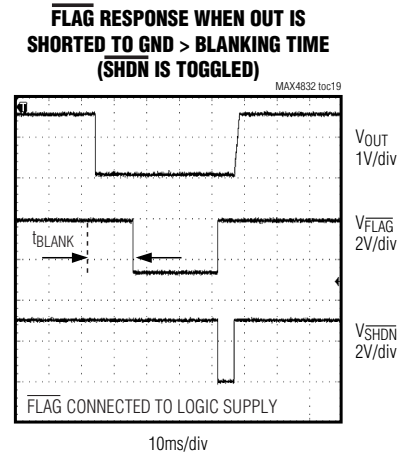 FLAG RESPONSE WHEN OUT IS
SHORTED TO GND > BLANKING TIME
(SHDN IS TOGGLED)
MAX4832 toc19
T
VOUT
1V/div
VFLAG
2V/div
tBLANK
VSHDN
2V/div
FLAG CONNECTED TO LOGIC SUPPLY
10ms/div